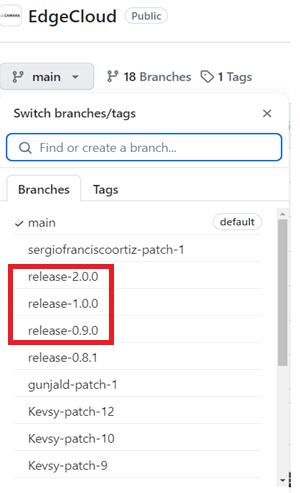 CAMARA
EdgeCloud Public
main 18 Branches 1 Tags
Switch branches/tags
Find or create a branch...
Branches Tags
main default
sergiofranciscoortiz-patch-1
release-2.0.0
release-1.0.0
release-0.9.0
release-0.8.1
gunjald-patch-1
Kevsy-patch-12
Kevsy-patch-10
Kevsy-patch-9